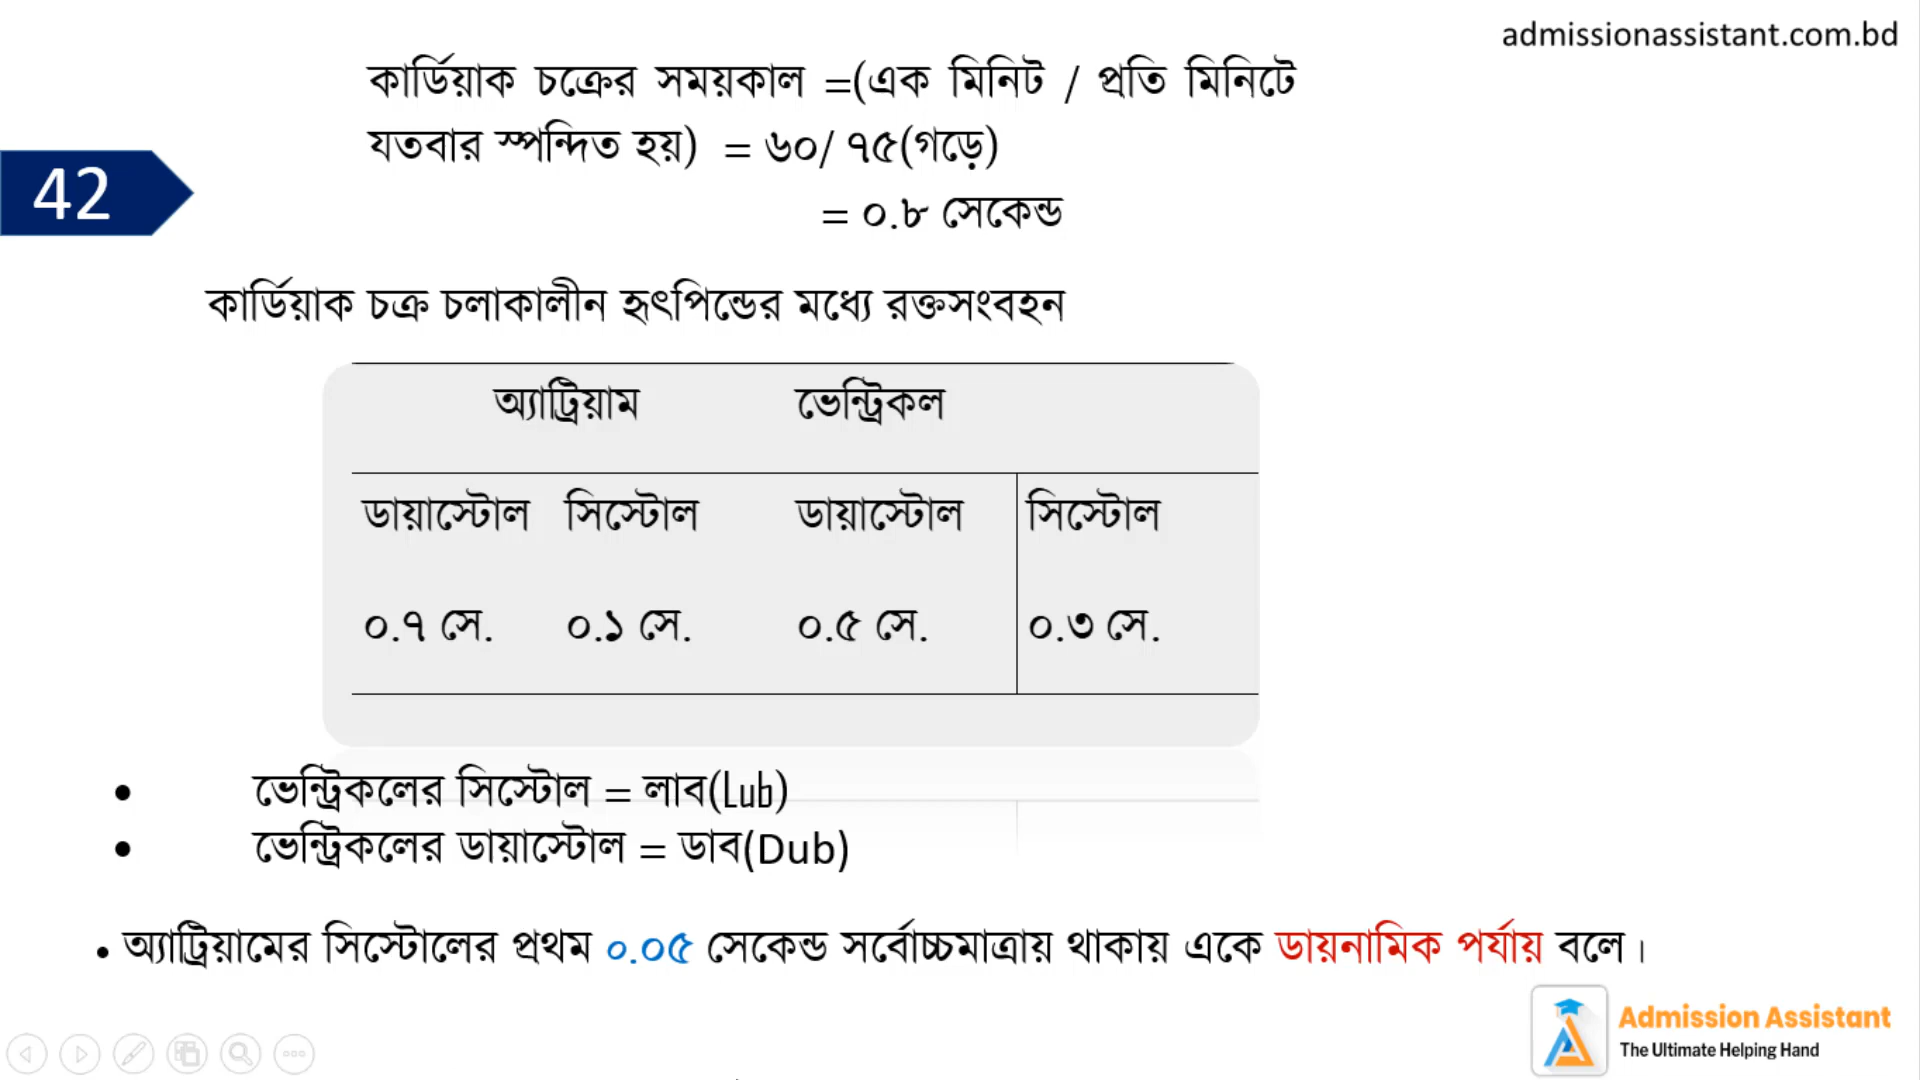 admissionassistant.com.bd
কার্ডিয়াক চক্রের সময়কাল =(এক মিনিট / প্রতি মিনিটে
যতবার স্পন্দিত হয়) = ৬০/ ৭৫(গড়ে)
42
= ০.৮ সেকেন্ড
কার্ডিয়াক চক্র চলাকালীন হৃৎপিন্ডের মধ্যে রক্তসংবহন
অ্যাট্রিয়াম ভেন্ট্রিকল
ডায়াস্টোল সিস্টোল ডায়াস্টোল সিস্টোল
০.৭ সে. ০.১ সে. ০.৫ সে. ০.৩ সে.
• ভেন্ট্রিকলের সিস্টোল = লাব(Lub)
• ভেন্ট্রিকলের ডায়াস্টোল = ডাব(Dub)
• অ্যাট্রিয়ামের সিস্টোলের প্রথম ০.০৫ সেকেন্ড সর্বোচ্চমাত্রায় থাকায় একে ডায়নামিক পর্যায় বলে।
Admission Assistant
The Ultimate Helping Hand